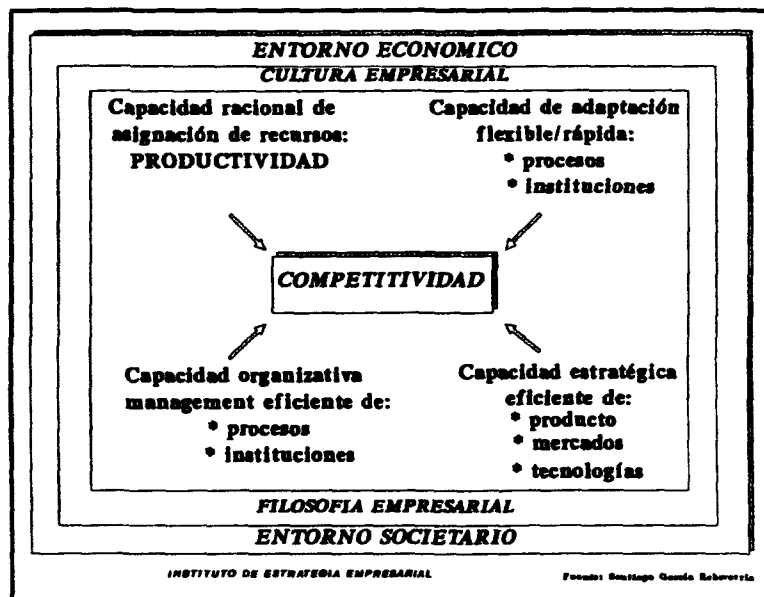 ENTORNO ECONOMICO
CULTURA EMPRESARIAL
Capacidad racional de
asignación de recursos:
PRODUCTIVIDAD
Capacidad de adaptación
flexible/rápida:
* procesos
* instituciones
COMPETITIVIDAD
Capacidad organizativa
management eficiente de:
* procesos
* instituciones
Capacidad estratégica
eficiente de:
* producto
* mercados
* tecnologías
FILOSOFIA EMPRESARIAL
ENTORNO SOCIETARIO
INSTITUTO DE ESTRATEGIA EMPRESARIAL
Fuente: Santiago García Echevarría